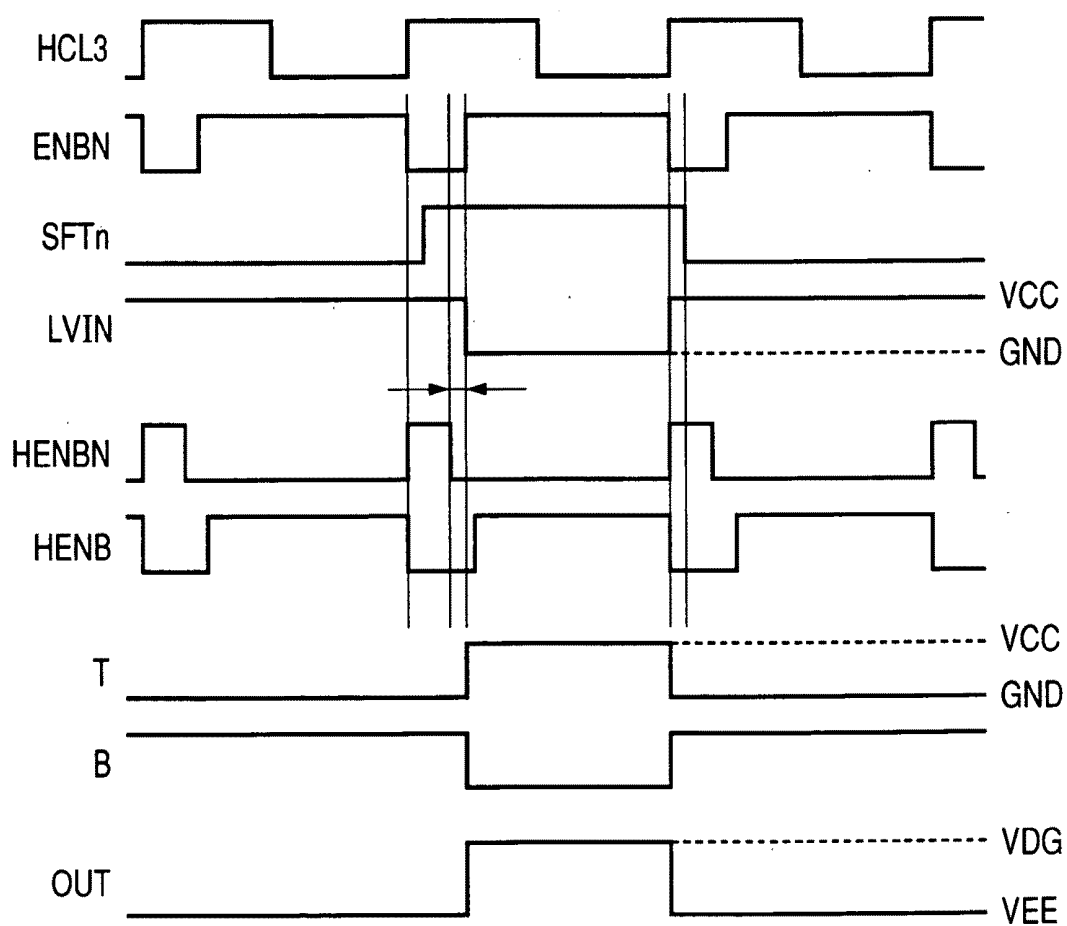 HCL3
ENBN
SFTn
LVIN
VCC
GND
HENBN
HENB
T
VCC
GND
B
OUT
VDG
VEE